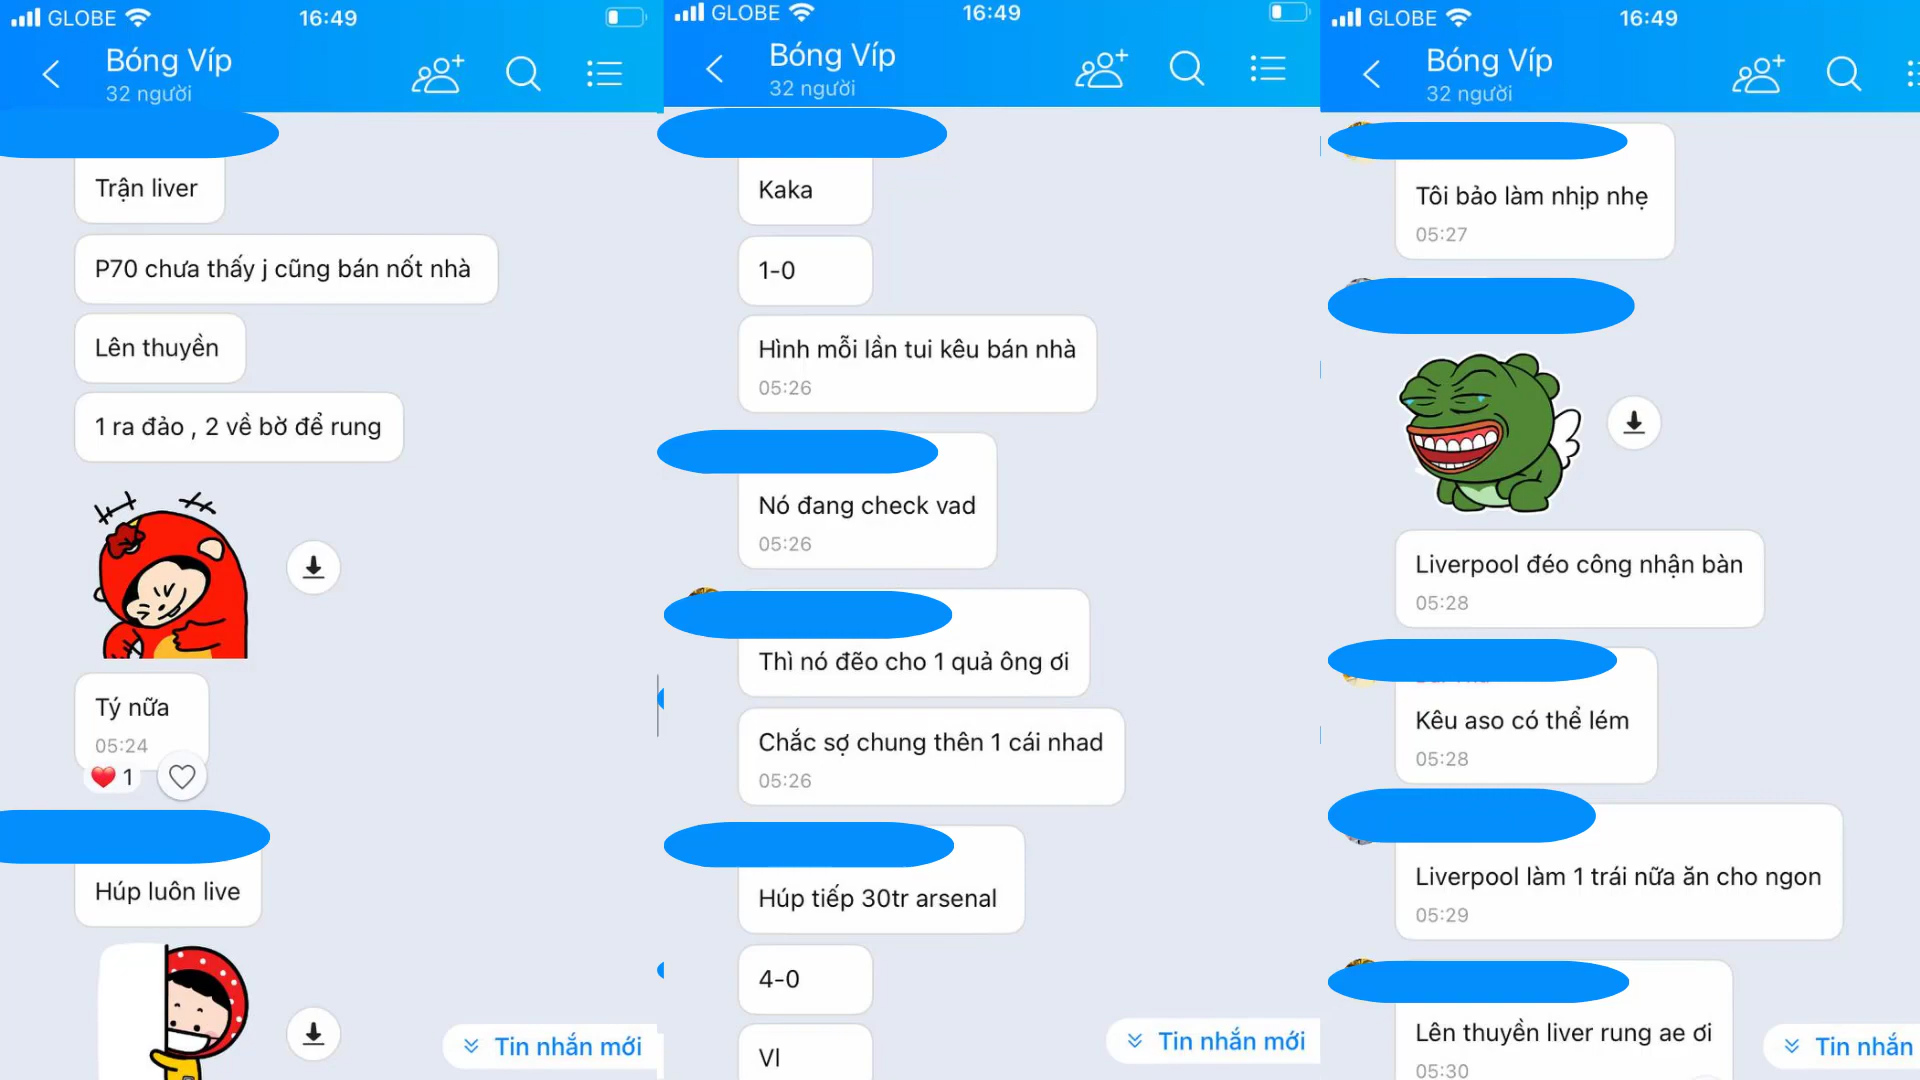 GLOBE
16:49
Bóng Víp
32 người
Trận liver
P70 chưa thấy j cũng bán nốt nhà
Lên thuyền
1 ra đảo , 2 về bờ để rung
Tý nữa
05:24
1
Húp luôn live
Tin nhắn mới
GLOBE
16:49
Bóng Víp
32 người
Kaka
1-0
Hình mỗi lần tui kêu bán nhà
05:26
Nó đang check vad
05:26
Thì nó đẽo cho 1 quả ông ơi
Chắc sợ chung thên 1 cái nhad
05:26
Húp tiếp 30tr arsenal
4-0
Vl
Tin nhắn mới
GLOBE
16:49
Bóng Víp
32 người
Tôi bảo làm nhịp nhẹ
05:27
Liverpool đéo công nhận bàn
05:28
Kêu aso có thể lém
05:28
Liverpool làm 1 trái nữa ăn cho ngon
05:29
Lên thuyền liver rung ae ơi
05:30
Tin nhắn